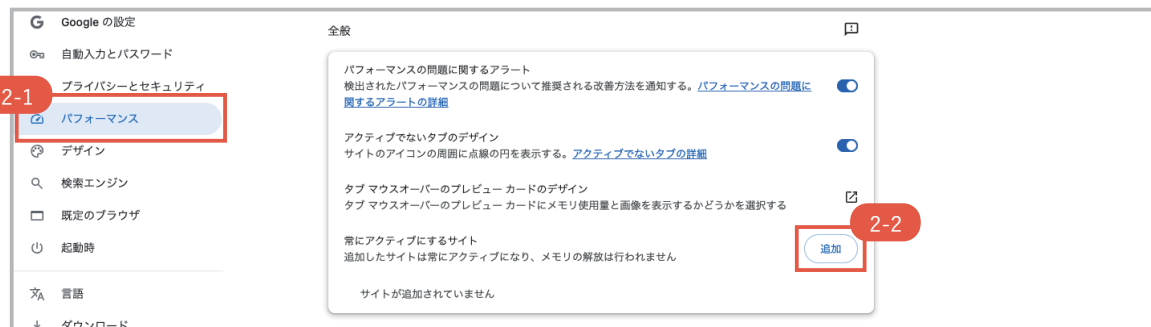 Google の設定
自動入力とパスワード
プライバシーとセキュリティ
2-1
パフォーマンス
デザイン
検索エンジン
既定のブラウザ
起動時
言語
ダウンロード
全般
パフォーマンスの問題に関するアラート
検出されたパフォーマンスの問題について推奨される改善方法を通知する。パフォーマンスの問題に
関するアラートの詳細
アクティブでないタブのデザイン
サイトのアイコンの周囲に点線の円を表示する。アクティブでないタブの詳細
タブ マウスオーバーのプレビュー カードのデザイン
タブ マウスオーバーのプレビュー カードにメモリ使用量と画像を表示するかどうかを選択する
2-2
常にアクティブにするサイト
追加したサイトは常にアクティブになり、メモリの解放は行われません
追加
サイトが追加されていません